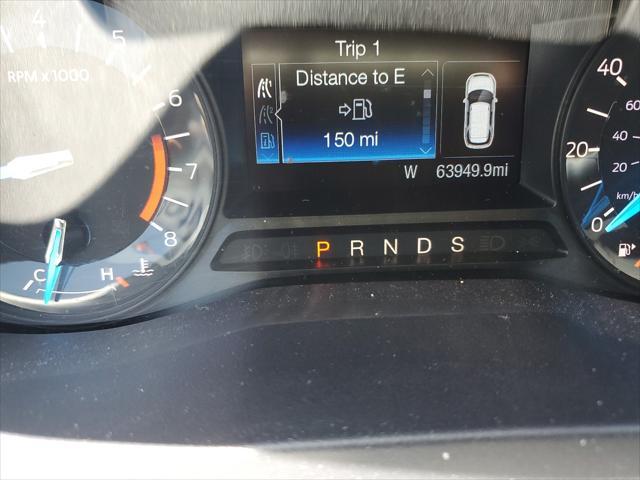 Trip 1
4
5
RPM x1000
6
7
8
Distance to E
150 mi
W 63949.9mi
P R N D S
C H
40
20
0
60
40
20
km/h